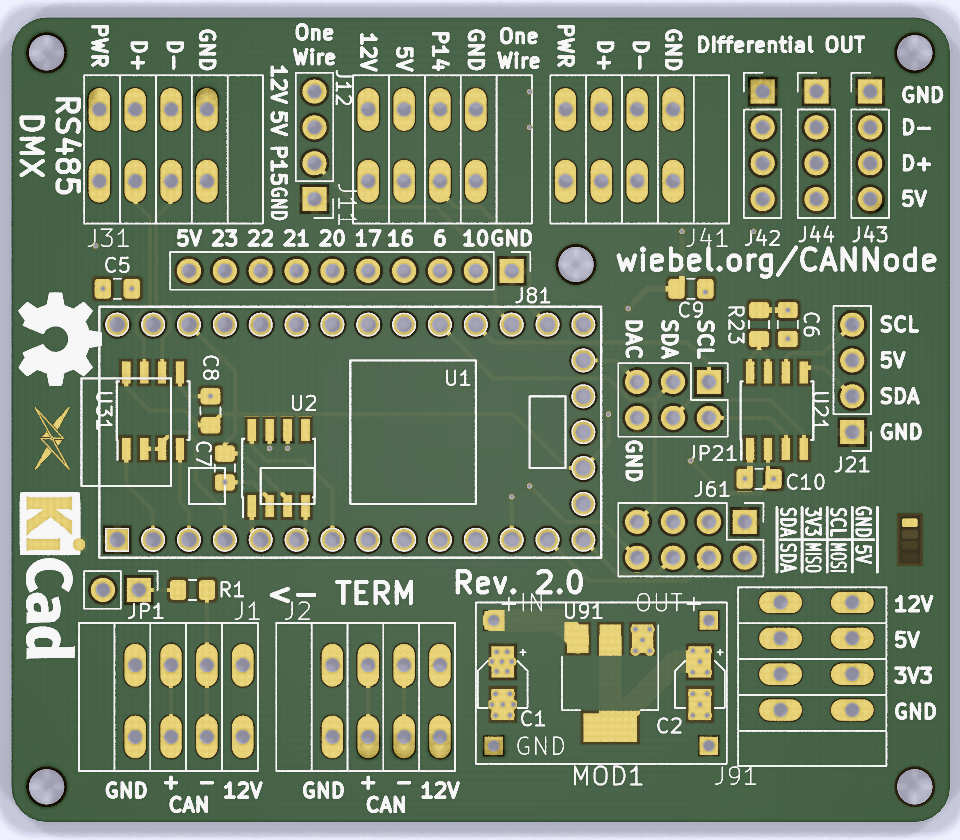 PWR D+ D- GND
One Wire
12V 5V P14 GND
One Wire
PWR D+ D- GND
Differential OUT
RS485
DMX
12V 5V P15 GND
J12
J11
GND
D-
D+
5V
J31
J41
J42 J44 J43
5V 23 22 21 20 17 16 6 10 GND
wiebel.org/CANNode
C5
J81
C9
R23
C6
DAC SDA SCL
SCL
5V
SDA
GND
U31
C8
U1
U2
C7
U21
GND
JP21
J21
J61
C10
SDA SDA
3V3 MISO
SCL MOSI
GND 5V
KiCad
JP1
R1
J1
J2
<- TERM
Rev. 2.0
+IN U91 OUT+
+ +
C1
C2
GND
MOD1
J91
12V
5V
3V3
GND
GND + - 12V
CAN
GND + - 12V
CAN